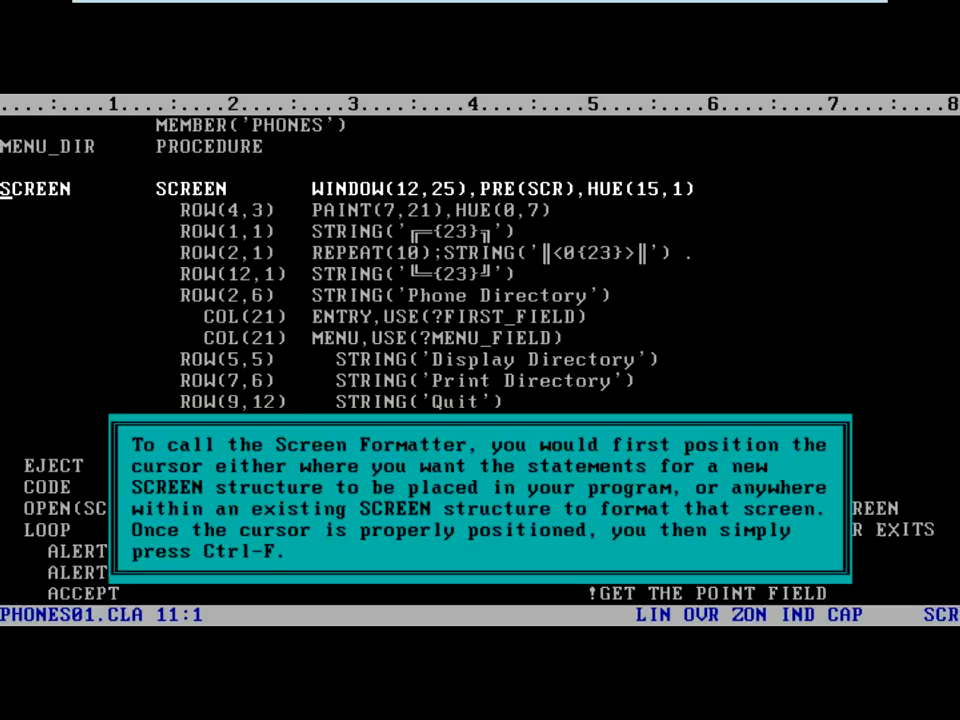 ....:....1....:....2....:....3....:....4....:....5....:....6....:....7....:....8
MEMBER('PHONES')
MENU_DIR PROCEDURE
SCREEN SCREEN WINDOW(12,25),PRE(SCR),HUE(15,1)
ROW(4,3) PAINT(7,21),HUE(0,7)
ROW(1,1) STRING('╔═{23}╗')
ROW(2,1) REPEAT(10);STRING('║<0{23}>║') .
ROW(12,1) STRING('╚═{23}╝')
ROW(2,6) STRING('Phone Directory')
COL(21) ENTRY,USE(?FIRST_FIELD)
COL(21) MENU,USE(?MENU_FIELD)
ROW(5,5) STRING('Display Directory')
ROW(7,6) STRING('Print Directory')
ROW(9,12) STRING('Quit')
To call the Screen Formatter, you would first position the
cursor either where you want the statements for a new
SCREEN structure to be placed in your program, or anywhere
within an existing SCREEN structure to format that screen.
Once the cursor is properly positioned, you then simply
press Ctrl-F.
EJECT
CODE
OPEN(SC REEN
LOOP R EXITS
ALERT
ALERT
ACCEPT !GET THE POINT FIELD
PHONES01.CLA 11:1 LIN OVR ZON IND CAP SCR